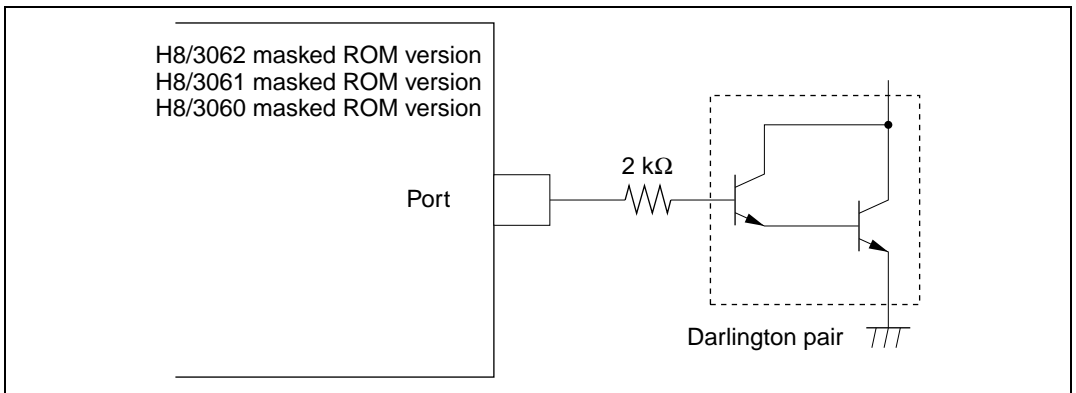 H8/3062 masked ROM version
H8/3061 masked ROM version
H8/3060 masked ROM version
2 kΩ
Port
Darlington pair